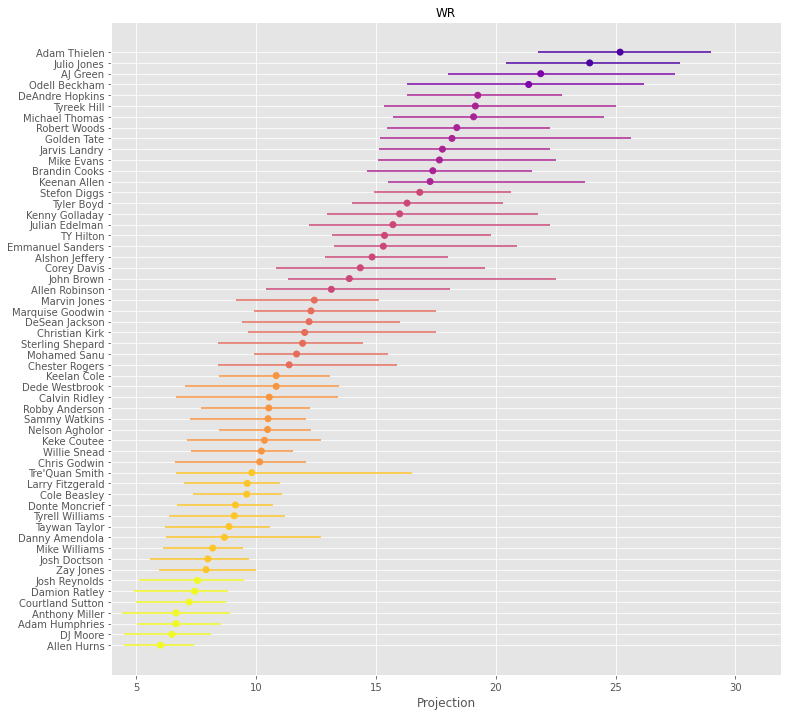 WR
Adam Thielen
Julio Jones
AJ Green
Odell Beckham
DeAndre Hopkins
Tyreek Hill
Michael Thomas
Robert Woods
Golden Tate
Jarvis Landry
Mike Evans
Brandin Cooks
Keenan Allen
Stefon Diggs
Tyler Boyd
Kenny Golladay
Julian Edelman
TY Hilton
Emmanuel Sanders
Alshon Jeffery
Corey Davis
John Brown
Allen Robinson
Marvin Jones
Marquise Goodwin
DeSean Jackson
Christian Kirk
Sterling Shepard
Mohamed Sanu
Chester Rogers
Keelan Cole
Dede Westbrook
Calvin Ridley
Robby Anderson
Sammy Watkins
Nelson Agholor
Keke Coutee
Willie Snead
Chris Godwin
Tre'Quan Smith
Larry Fitzgerald
Cole Beasley
Donte Moncrief
Tyrell Williams
Taywan Taylor
Danny Amendola
Mike Williams
Josh Doctson
Zay Jones
Josh Reynolds
Damion Ratley
Courtland Sutton
Anthony Miller
Adam Humphries
DJ Moore
Allen Hurns
5 10 15 20 25 30
Projection